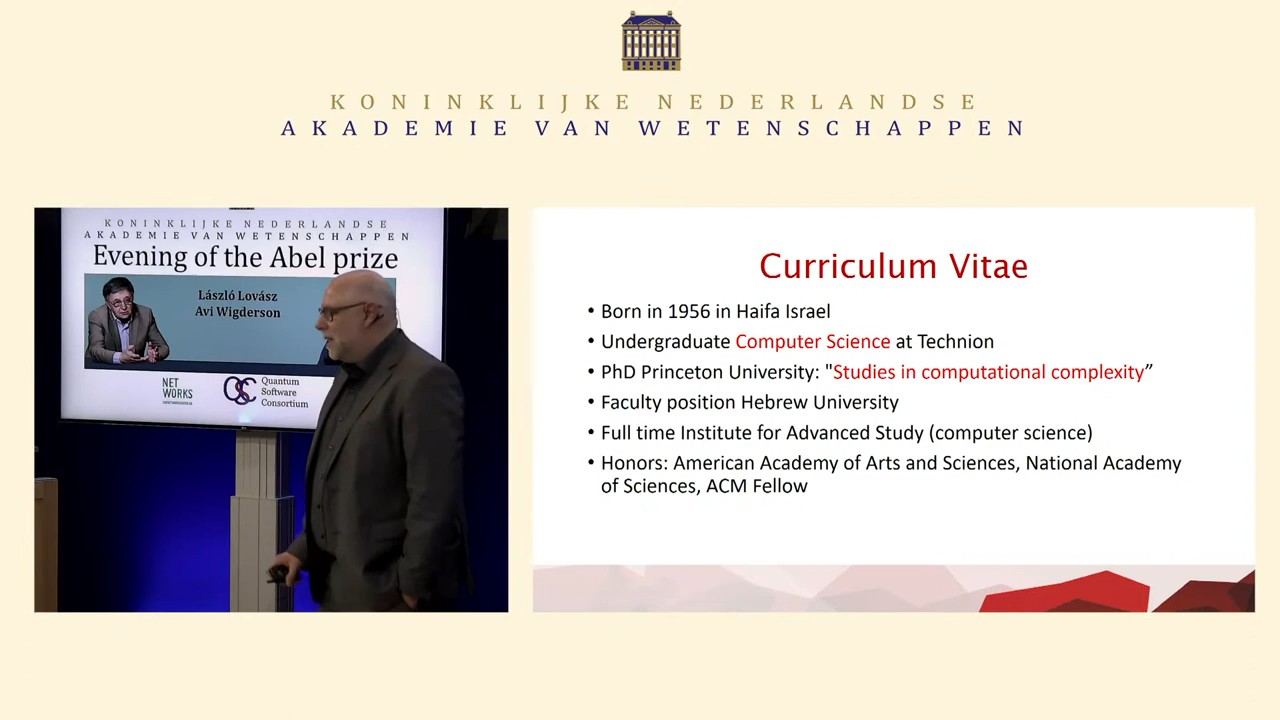 KONINKLIJKE NEDERLANDSE
AKADEMIE VAN WETENSCHAPPEN
KONINKLIJKE NEDERLANDSE
AKADEMIE VAN WETENSCHAPPEN
Evening of the Abel prize
László Lovász
Avi Wigderson
NET
WORKS
QSC
Quantum
Software
Consortium
Curriculum Vitae
• Born in 1956 in Haifa Israel
• Undergraduate Computer Science at Technion
• PhD Princeton University: "Studies in computational complexity”
• Faculty position Hebrew University
• Full time Institute for Advanced Study (computer science)
• Honors: American Academy of Arts and Sciences, National Academy
of Sciences, ACM Fellow